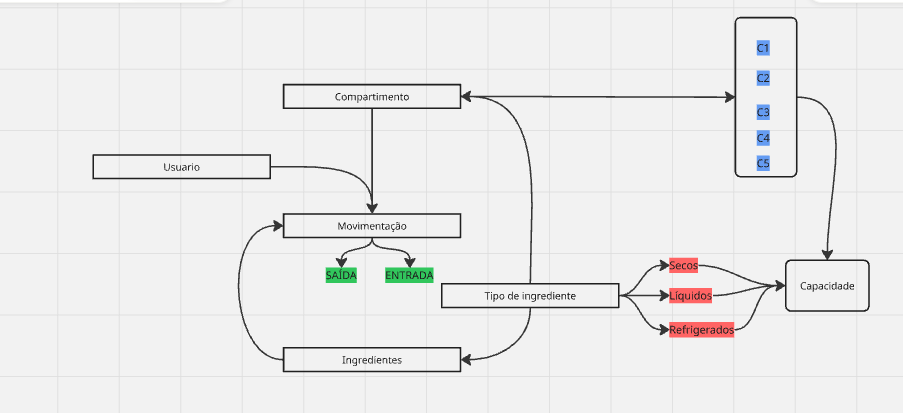 C1
C2
Compartimento
C3
C4
C5
Usuario
Movimentação
SAÍDA
ENTRADA
Secos
Tipo de ingrediente
Líquidos
Capacidade
Refrigerados
Ingredientes